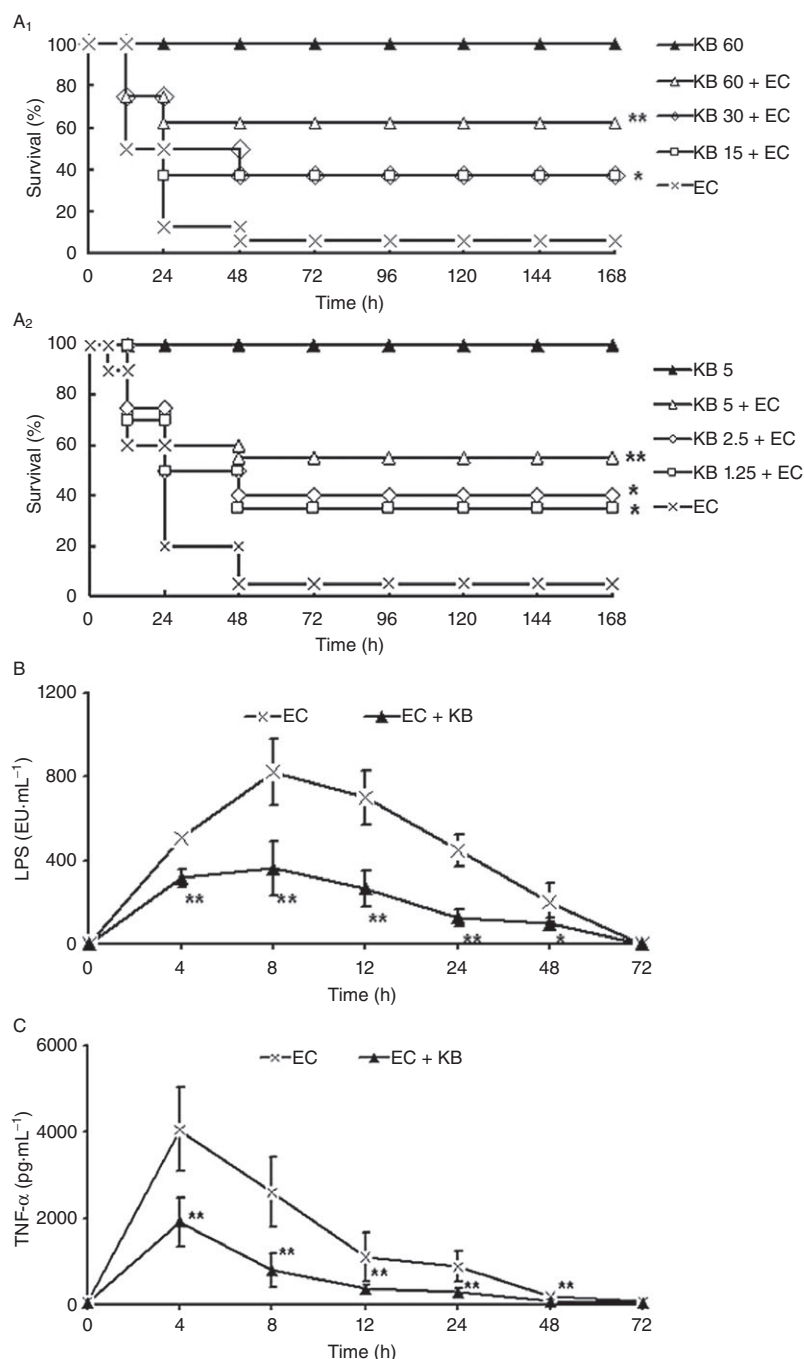 A₁
100
80
60
40
20
0
Survival (%)
0 24 48 72 96 120 144 168
Time (h)
KB 60
KB 60 + EC
KB 30 + EC
KB 15 + EC
EC
**
*
A₂
100
80
60
40
20
0
Survival (%)
0 24 48 72 96 120 144 168
Time (h)
KB 5
KB 5 + EC
KB 2.5 + EC
KB 1.25 + EC
EC
**
*
*
B
1200
800
400
0
LPS (EU·mL⁻¹)
EC EC + KB
** ** ** ** *
0 4 8 12 24 48 72
Time (h)
C
6000
4000
2000
0
TNF-α (pg·mL⁻¹)
EC EC + KB
** ** ** ** **
0 4 8 12 24 48 72
Time (h)